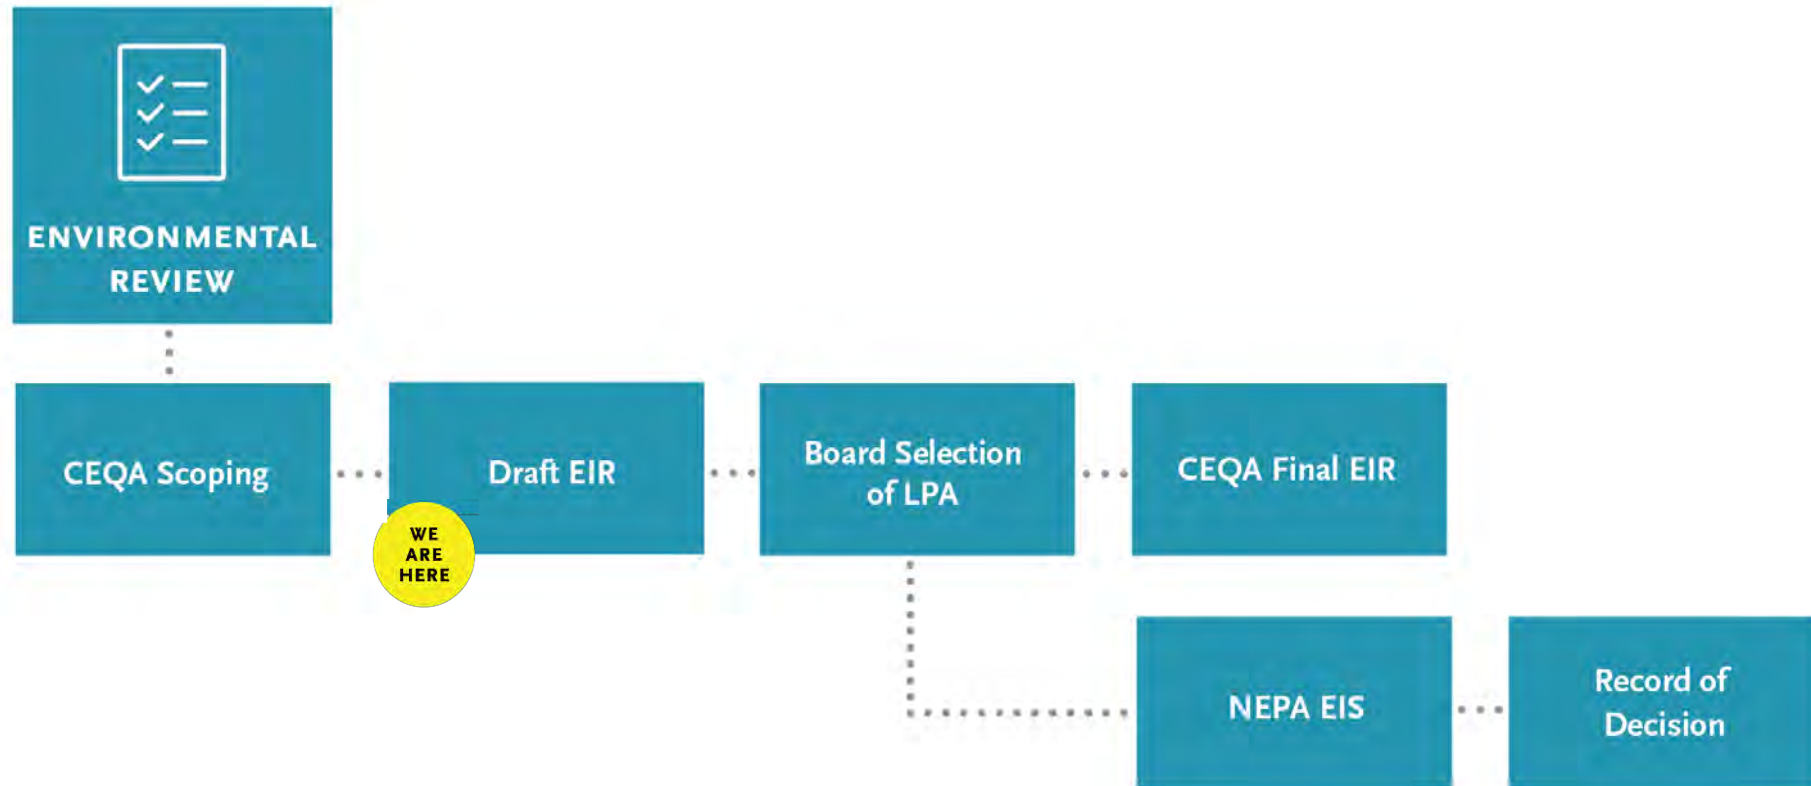 ENVIRONMENTAL
REVIEW
CEQA Scoping
Draft EIR
WE
ARE
HERE
Board Selection
of LPA
CEQA Final EIR
NEPA EIS
Record of
Decision